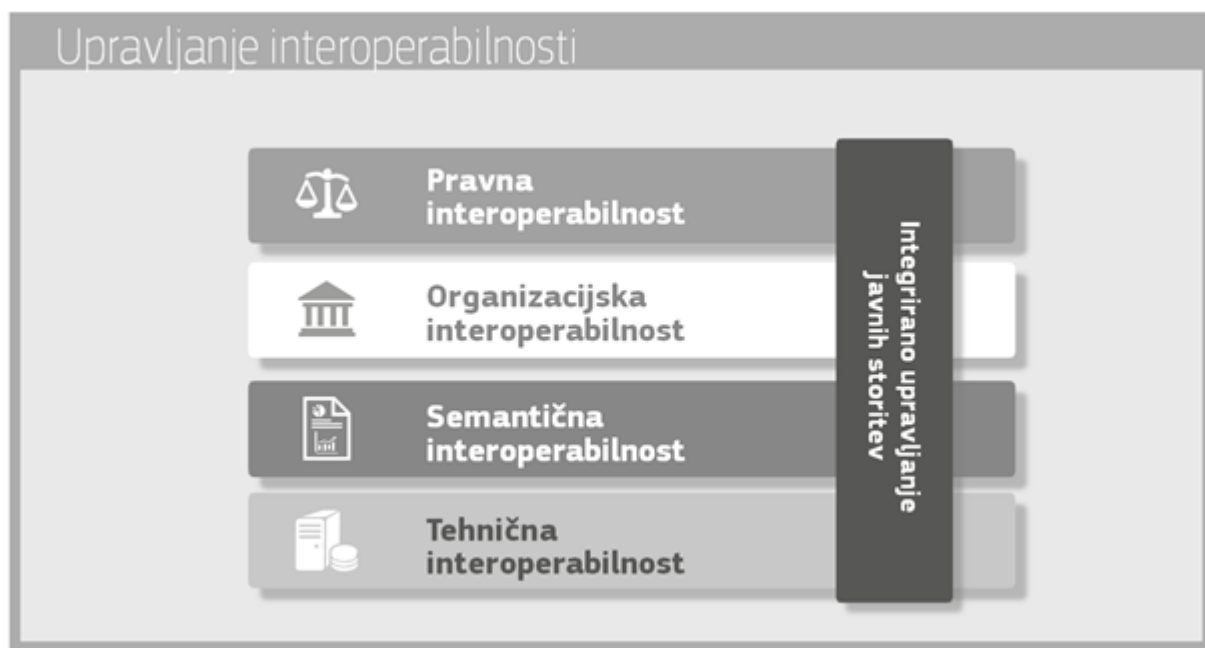 Upravljanje interoperabilnosti
Pravna
interoperabilnost
Organizacijska
interoperabilnost
Semantična
interoperabilnost
Tehnična
interoperabilnost
Integrirano upravljanje
javnih storitev